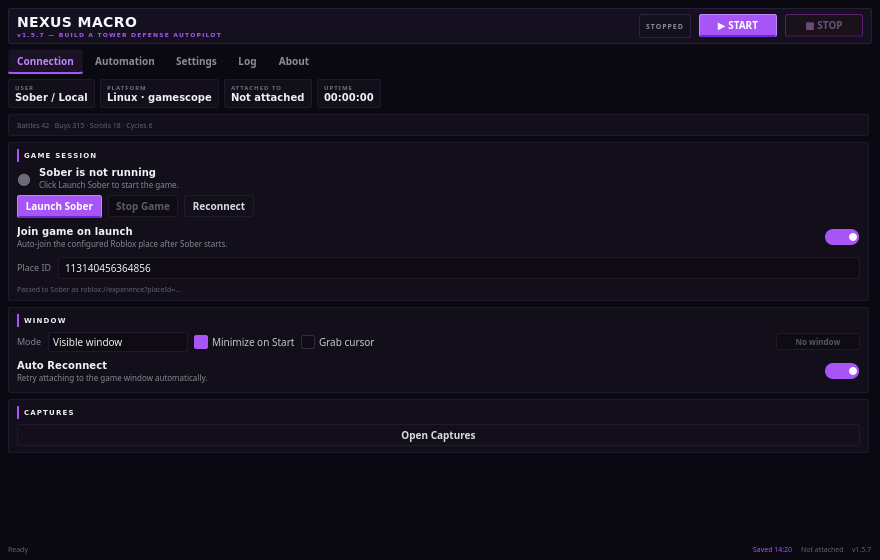 NEXUS MACRO
v1.5.7 — BUILD A TOWER DEFENSE AUTOPILOT
STOPPED
▶ START
■ STOP
Connection Automation Settings Log About
USER
Sober / Local
PLATFORM
Linux · gamescope
ATTACHED TO
Not attached
UPTIME
00:00:00
Battles 42 · Buys 315 · Scrolls 18 · Cycles 6
GAME SESSION
Sober is not running
Click Launch Sober to start the game.
Launch Sober Stop Game Reconnect
Join game on launch
Auto-join the configured Roblox place after Sober starts.
Place ID 113140456364856
Passed to Sober as roblox://experience?placeId=…
WINDOW
Mode Visible window Minimize on Start Grab cursor No window
Auto Reconnect
Retry attaching to the game window automatically.
CAPTURES
Open Captures
Ready Saved 14:20 Not attached v1.5.7